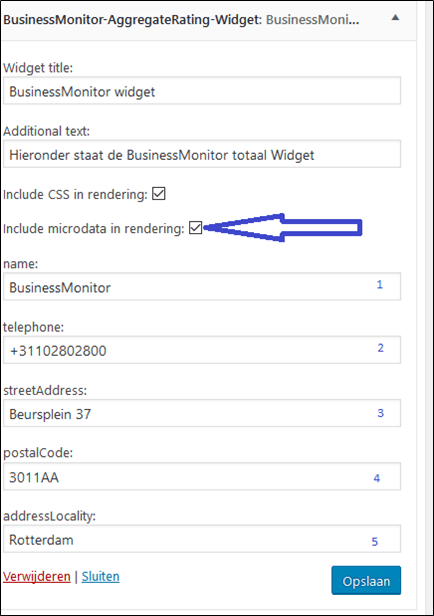 BusinessMonitor-AggregateRating-Widget: BusinessMoni...
Widget title:
BusinessMonitor widget
Additional text:
Hieronder staat de BusinessMonitor totaal Widget
Include CSS in rendering:
Include microdata in rendering:
name:
BusinessMonitor 1
telephone:
+31102802800 2
streetAddress:
Beursplein 37 3
postalCode:
3011AA 4
addressLocality:
Rotterdam 5
Verwijderen | Sluiten Opslaan